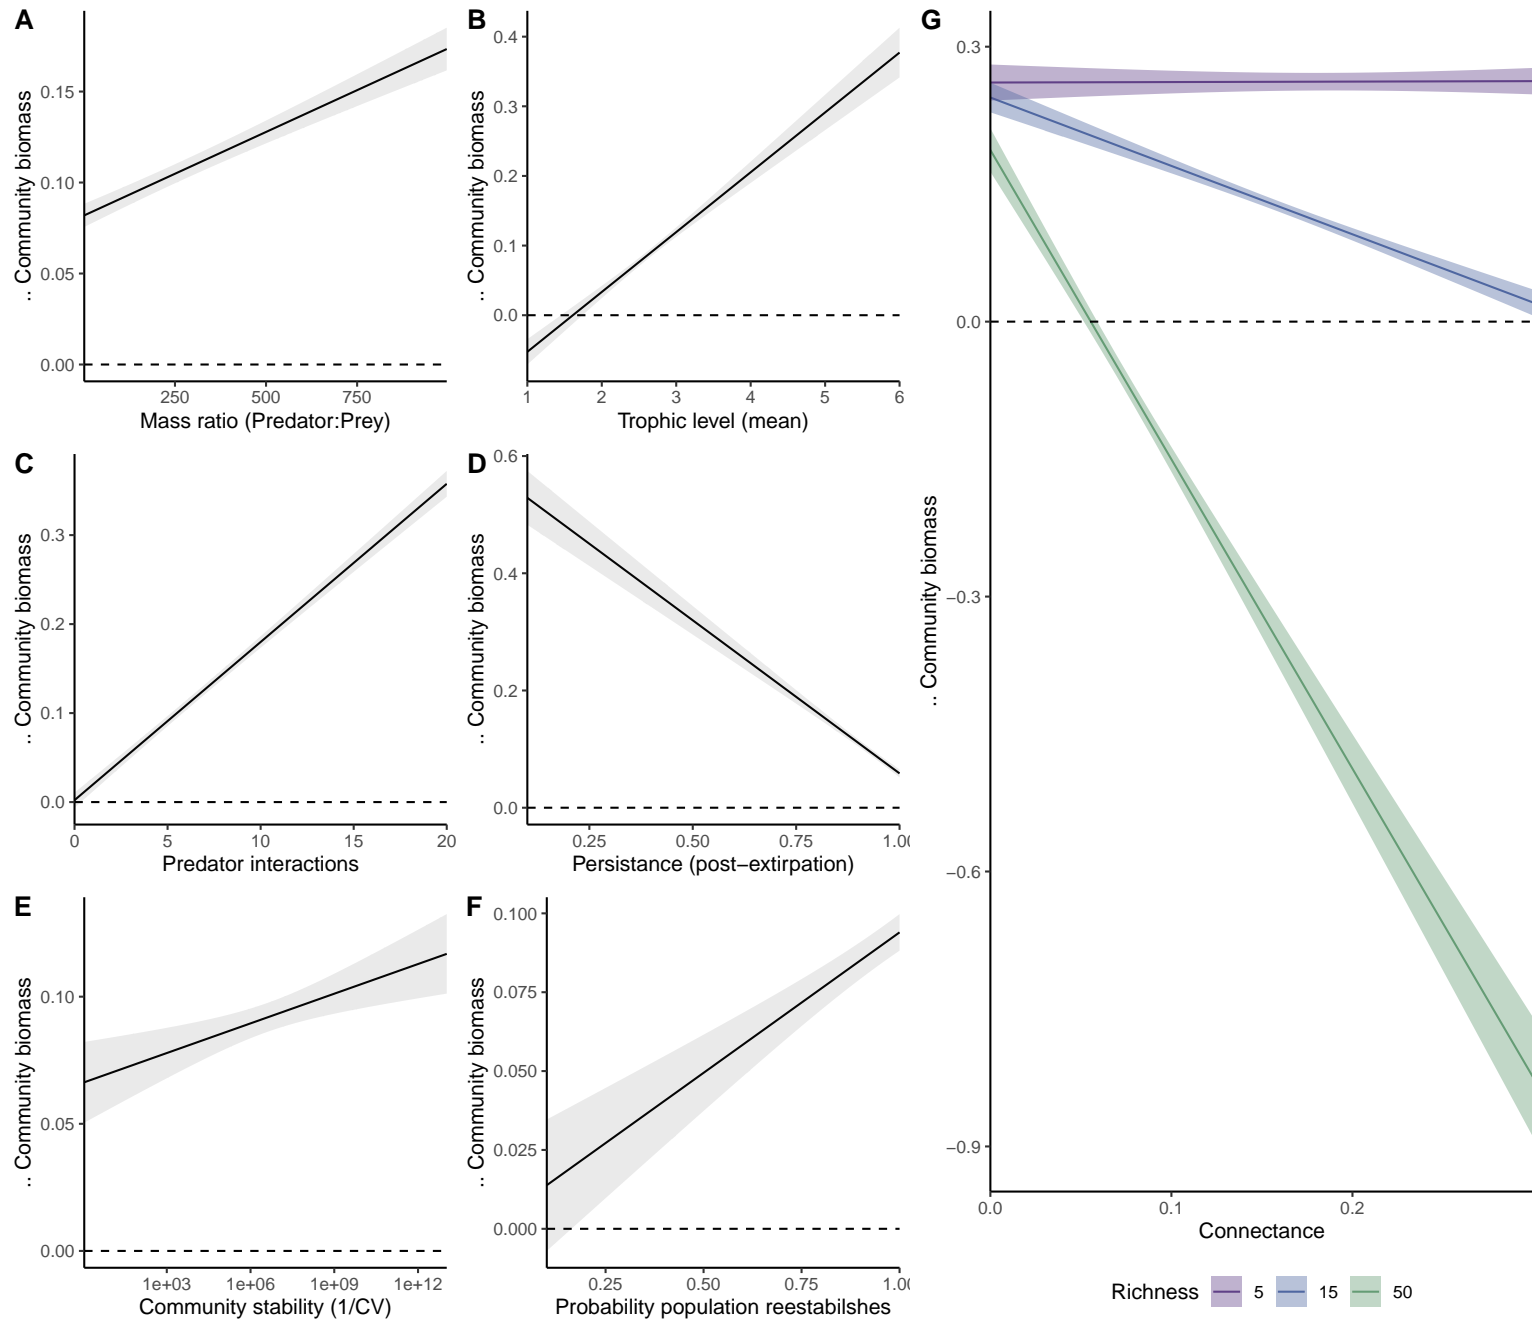 A
.. Community biomass
0.15
0.10
0.05
0.00
250 500 750
Mass ratio (Predator:Prey)
B
.. Community biomass
0.4
0.3
0.2
0.1
0.0
1 2 3 4 5 6
Trophic level (mean)
C
.. Community biomass
0.3
0.2
0.1
0.0
0 5 10 15 20
Predator interactions
D
.. Community biomass
0.6
0.4
0.2
0.0
0.25 0.50 0.75 1.00
Persistance (post−extirpation)
E
.. Community biomass
0.10
0.05
0.00
1e+03 1e+06 1e+09 1e+12
Community stability (1/CV)
F
.. Community biomass
0.100
0.075
0.050
0.025
0.000
0.25 0.50 0.75 1.00
Probability population reestabilshes
G
.. Community biomass
0.3
0.0
−0.3
−0.6
−0.9
0.0 0.1 0.2
Connectance
Richness 5 15 50